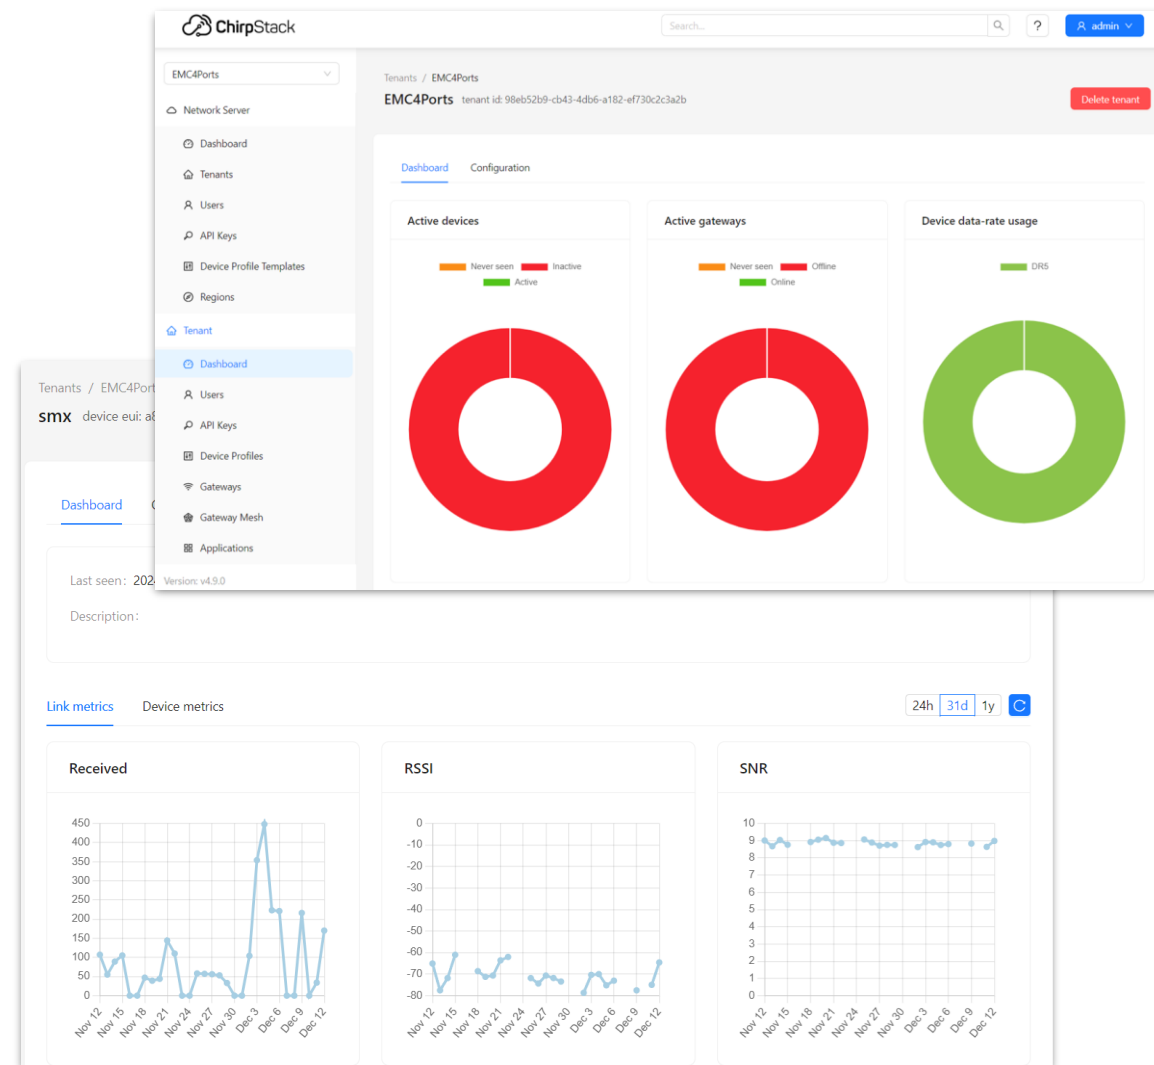 ChirpStack
Search...
?
admin
EMC4Ports
Network Server
Dashboard
Tenants
Users
API Keys
Device Profile Templates
Regions
Tenant
Dashboard
Users
API Keys
Device Profiles
Gateways
Gateway Mesh
Applications
Version: v4.9.0
Tenants / EMC4Ports
EMC4Ports tenant id: 98eb52b9-cb43-4db6-a182-ef730c2c3a2b
Delete tenant
Dashboard Configuration
Active devices
Never seen Inactive
Active
Active gateways
Never seen Offline
Online
Device data-rate usage
DR5
Tenants / EMC4Port
smx device eui: a8
Dashboard
Last seen: 202
Description:
Link metrics Device metrics
24h 31d 1y
Received
450
400
350
300
250
200
150
100
50
0
Nov 12 Nov 15 Nov 18 Nov 21 Nov 24 Nov 27 Nov 30 Dec 3 Dec 6 Dec 9 Dec 12
RSSI
0
-10
-20
-30
-40
-50
-60
-70
-80
Nov 12 Nov 15 Nov 18 Nov 21 Nov 24 Nov 27 Nov 30 Dec 3 Dec 6 Dec 9 Dec 12
SNR
10
9
8
7
6
5
4
3
2
1
0
Nov 12 Nov 15 Nov 18 Nov 21 Nov 24 Nov 27 Nov 30 Dec 3 Dec 6 Dec 9 Dec 12